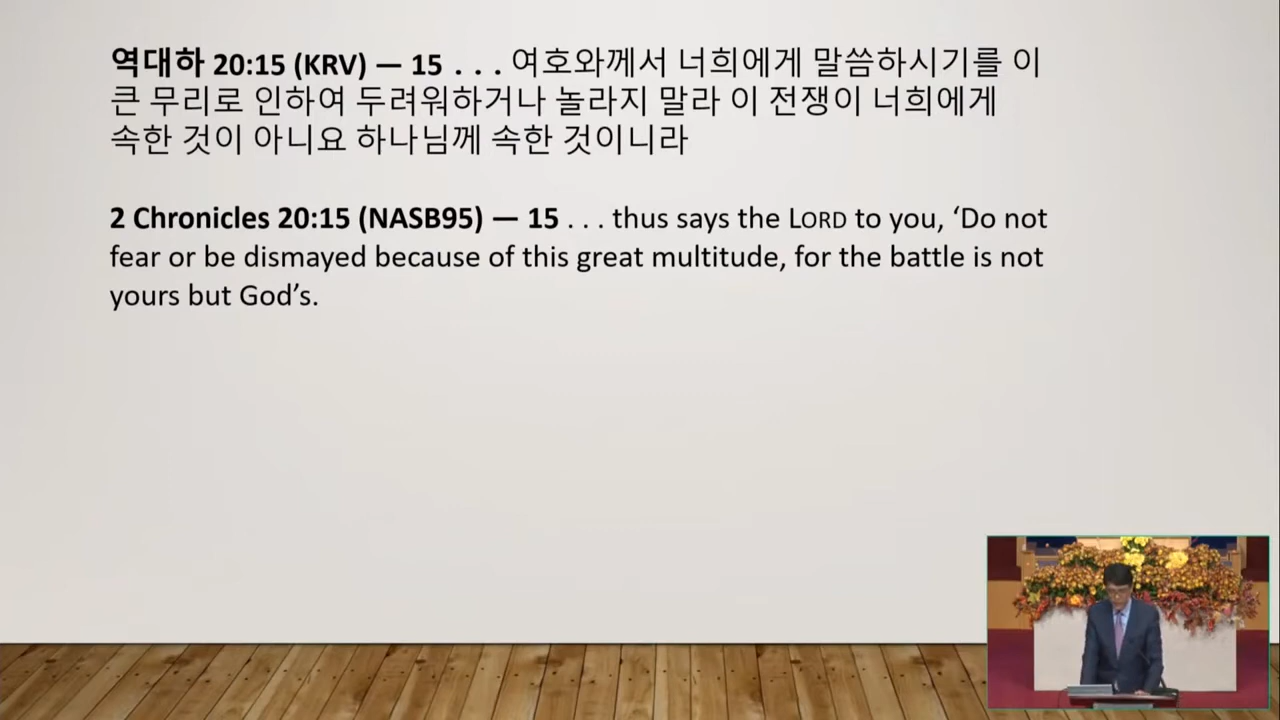 역대하 20:15 (KRV) — 15 . . . 여호와께서 너희에게 말씀하시기를 이
큰 무리로 인하여 두려워하거나 놀라지 말라 이 전쟁이 너희에게
속한 것이 아니요 하나님께 속한 것이니라
2 Chronicles 20:15 (NASB95) — 15 . . . thus says the LORD to you, ‘Do not
fear or be dismayed because of this great multitude, for the battle is not
yours but God’s.